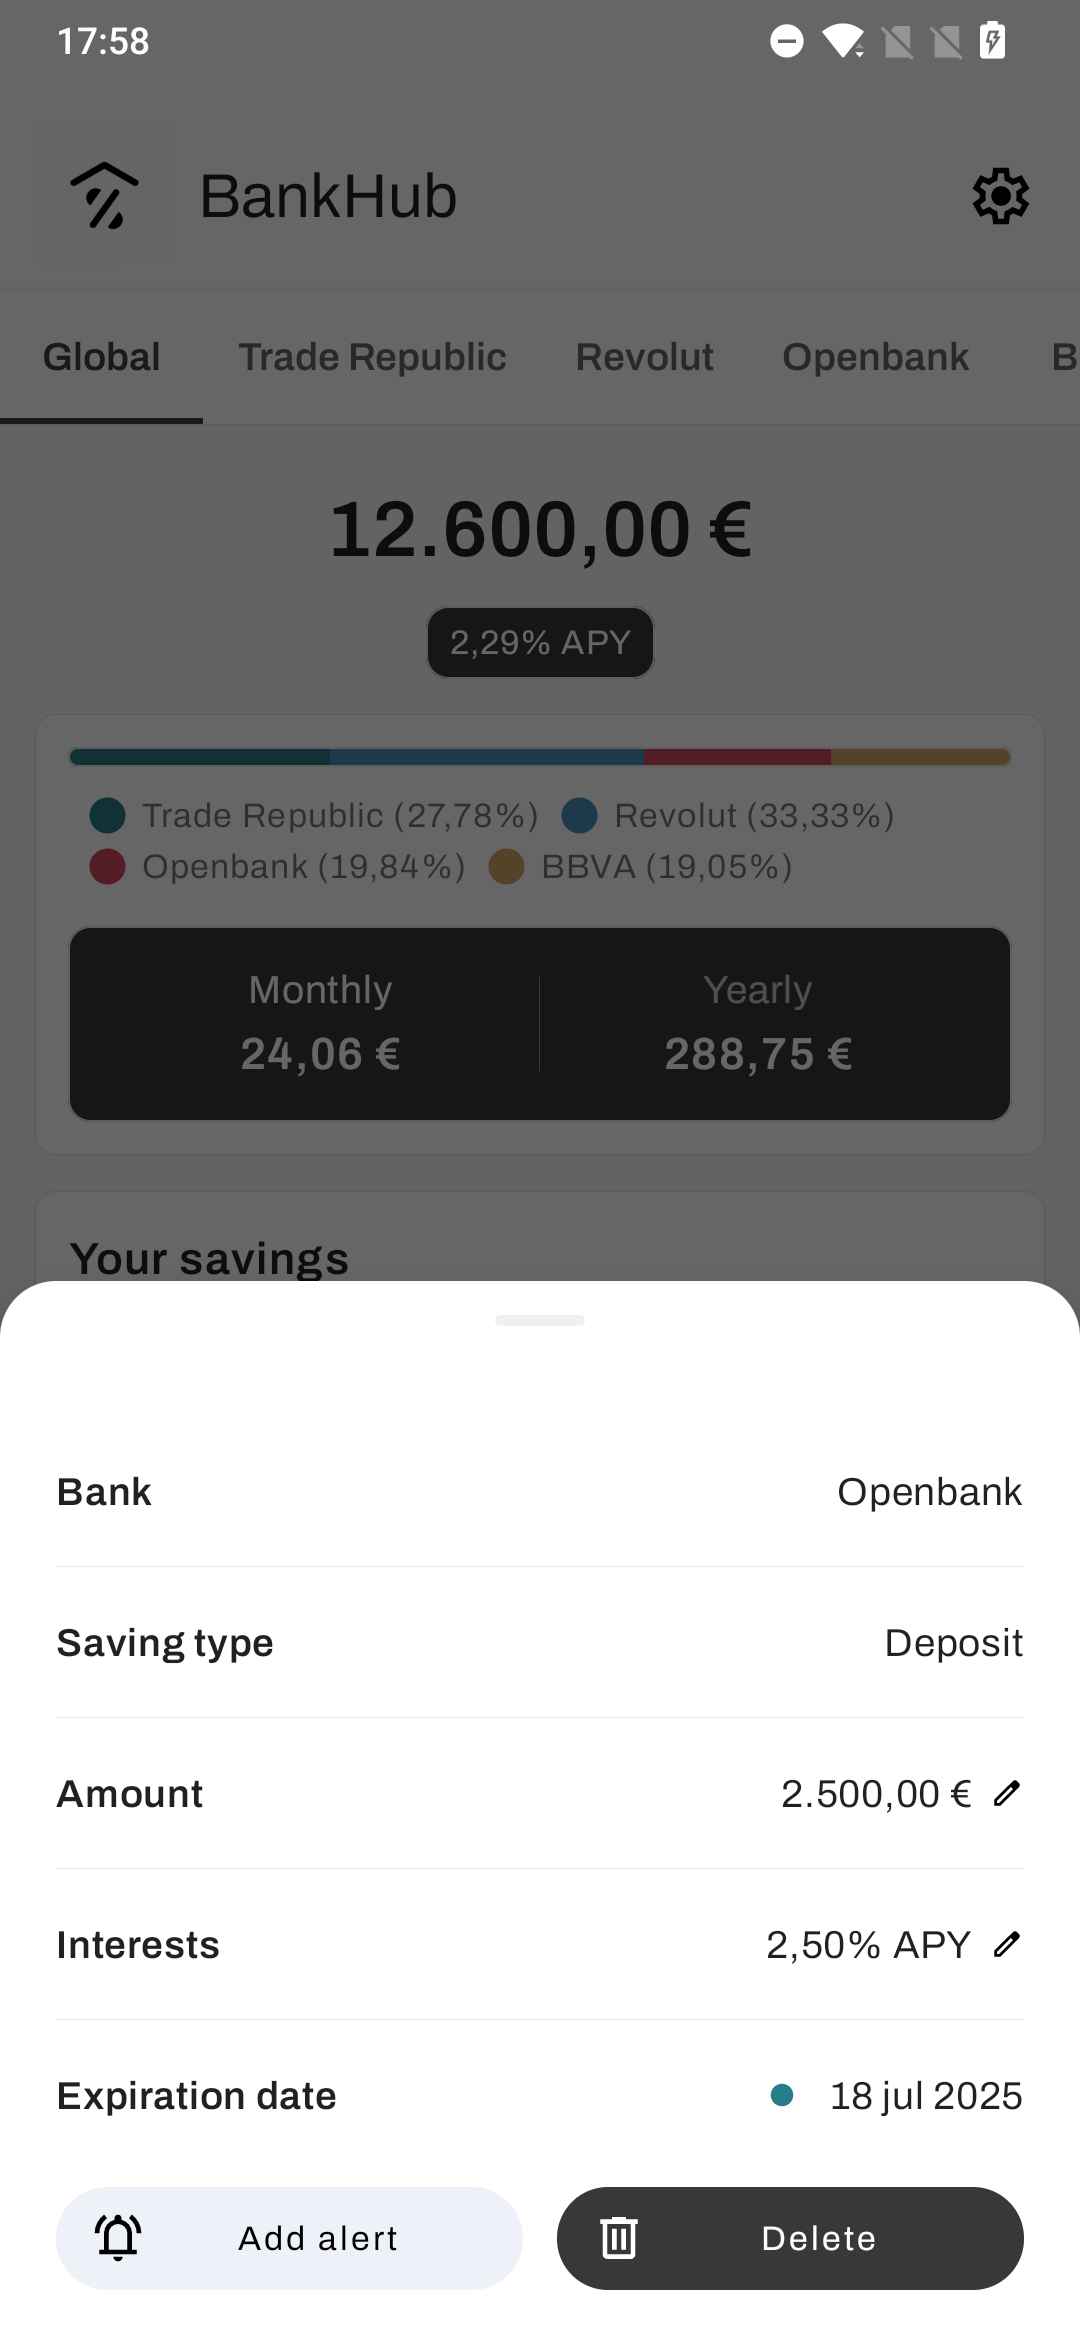 17:58
BankHub
Global Trade Republic Revolut Openbank B
12.600,00 €
2,29% APY
Trade Republic (27,78%) Revolut (33,33%)
Openbank (19,84%) BBVA (19,05%)
Monthly Yearly
24,06 € 288,75 €
Your savings
Bank Openbank
Saving type Deposit
Amount 2.500,00 €
Interests 2,50% APY
Expiration date 18 jul 2025
Add alert Delete